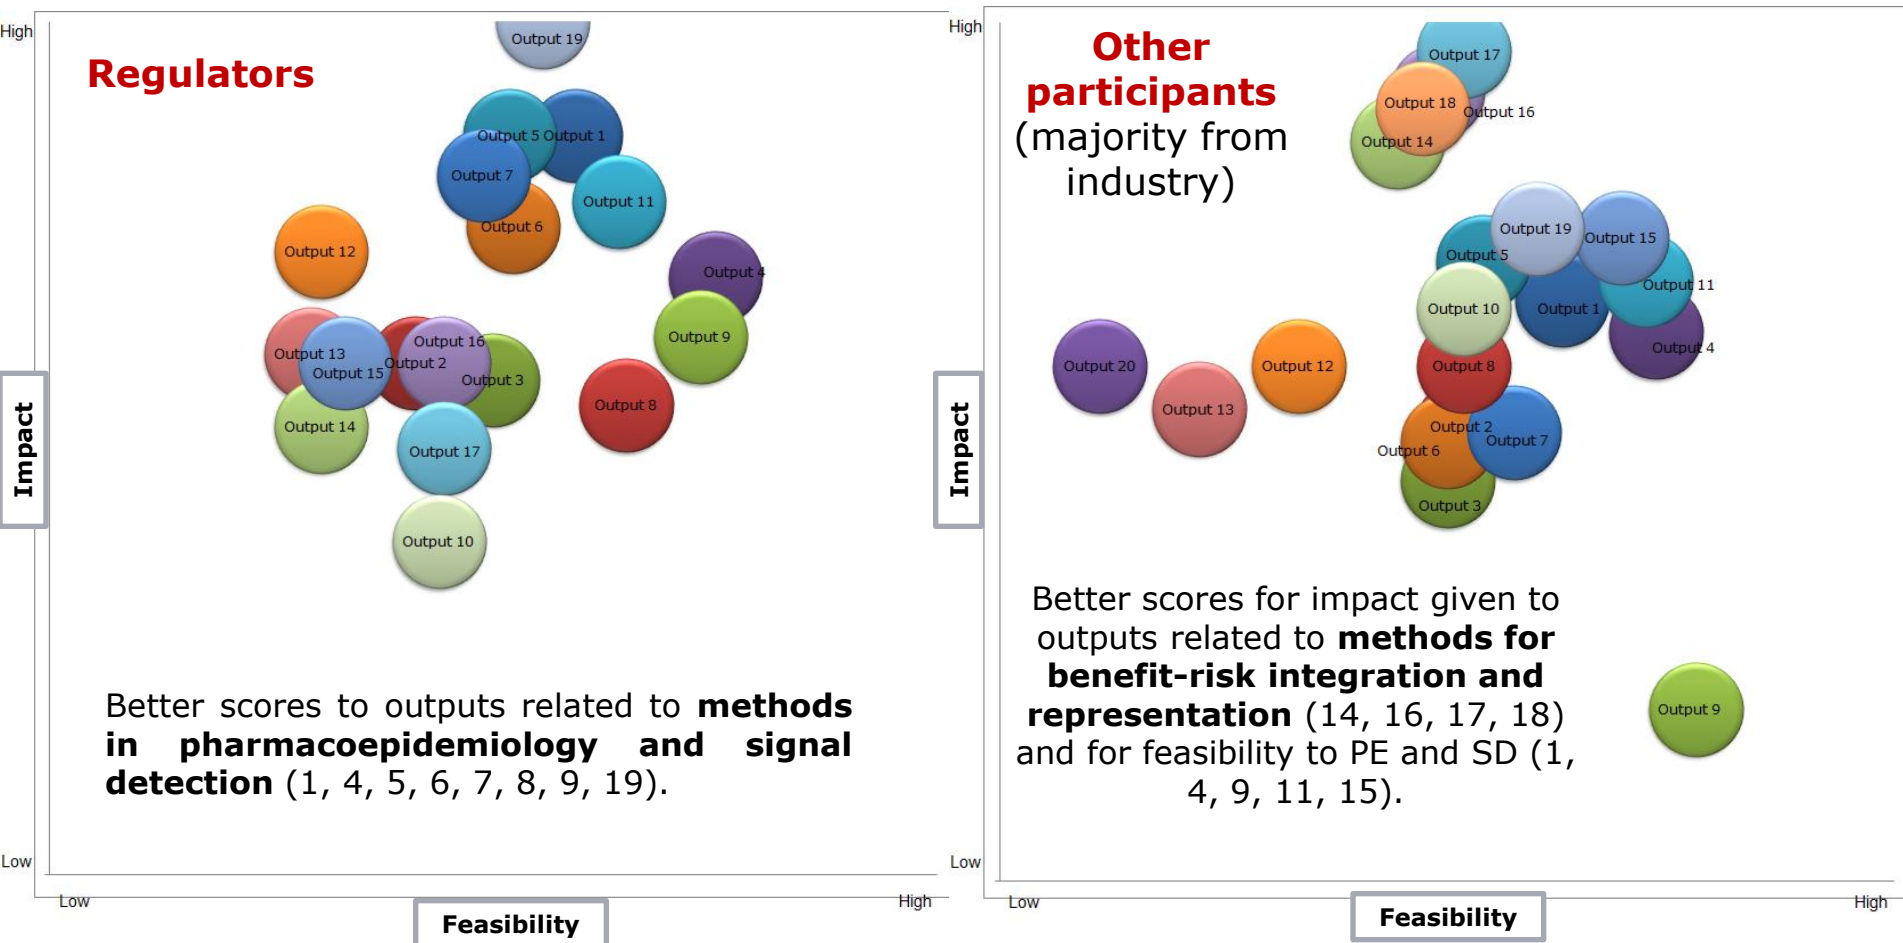 High
Regulators
Output 19
Output 5
Output 1
Output 7
Output 11
Output 6
Output 12
Output 4
Output 9
Output 13
Output 16
Output 2
Output 15
Output 3
Output 8
Output 14
Output 17
Output 10
Impact
Better scores to outputs related to methods
in pharmacoepidemiology and signal
detection (1, 4, 5, 6, 7, 8, 9, 19).
Low
Low
High
Feasibility
High
Other
participants
(majority from
industry)
Output 17
Output 18
Output 16
Output 14
Output 19
Output 15
Output 5
Output 11
Output 10
Output 1
Output 4
Output 20
Output 12
Output 8
Output 13
Output 2
Output 7
Output 6
Output 3
Impact
Better scores for impact given to
outputs related to methods for
benefit-risk integration and
representation (14, 16, 17, 18)
and for feasibility to PE and SD (1,
4, 9, 11, 15).
Output 9
Low
Low
High
Feasibility